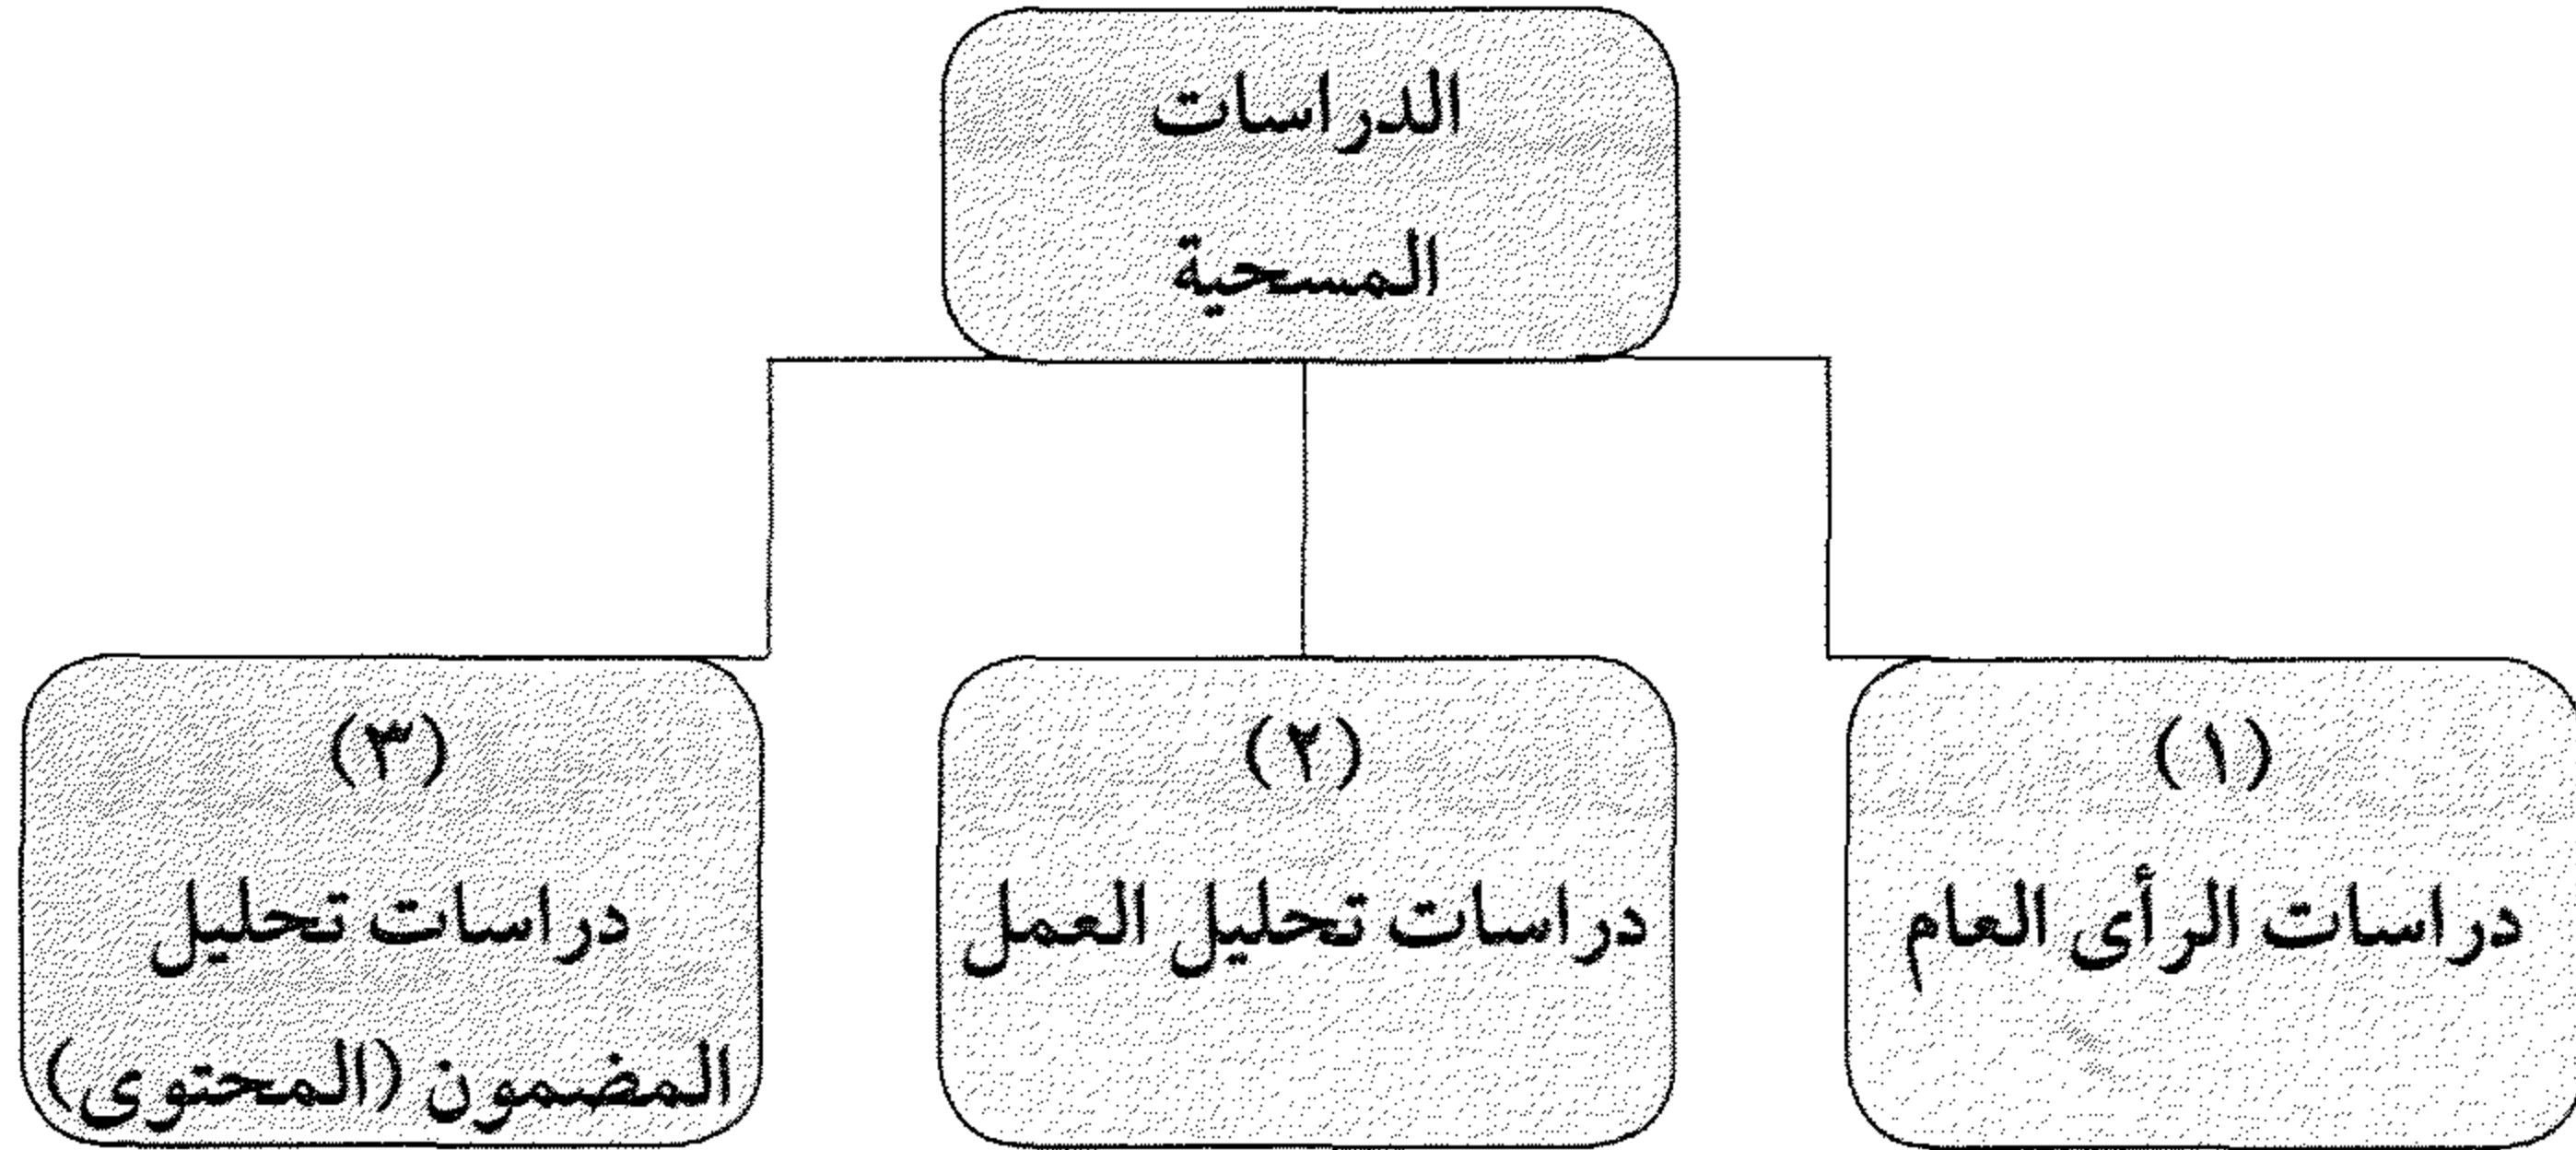 الدراسات
المسحية
(١)
دراسات الرأى العام
(٢)
دراسات تحليل العمل
(٣)
دراسات تحليل
المضمون (المحتوى)